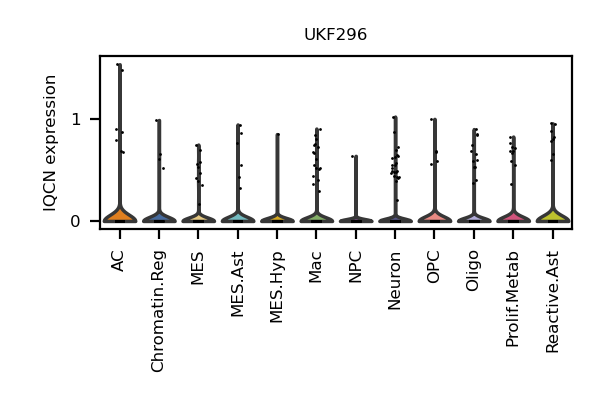 UKF296
IQCN expression
1
0
AC
Chromatin.Reg
MES
MES.Ast
MES.Hyp
Mac
NPC
Neuron
OPC
Oligo
Prolif.Metab
Reactive.Ast